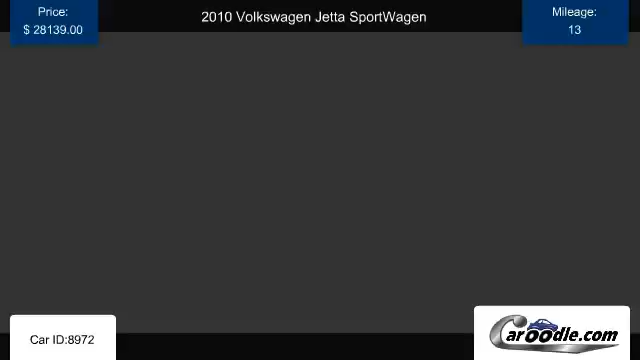 Price:
$ 28139.00
2010 Volkswagen Jetta SportWagen
Mileage:
13
Car ID:8972
Caroodle.com